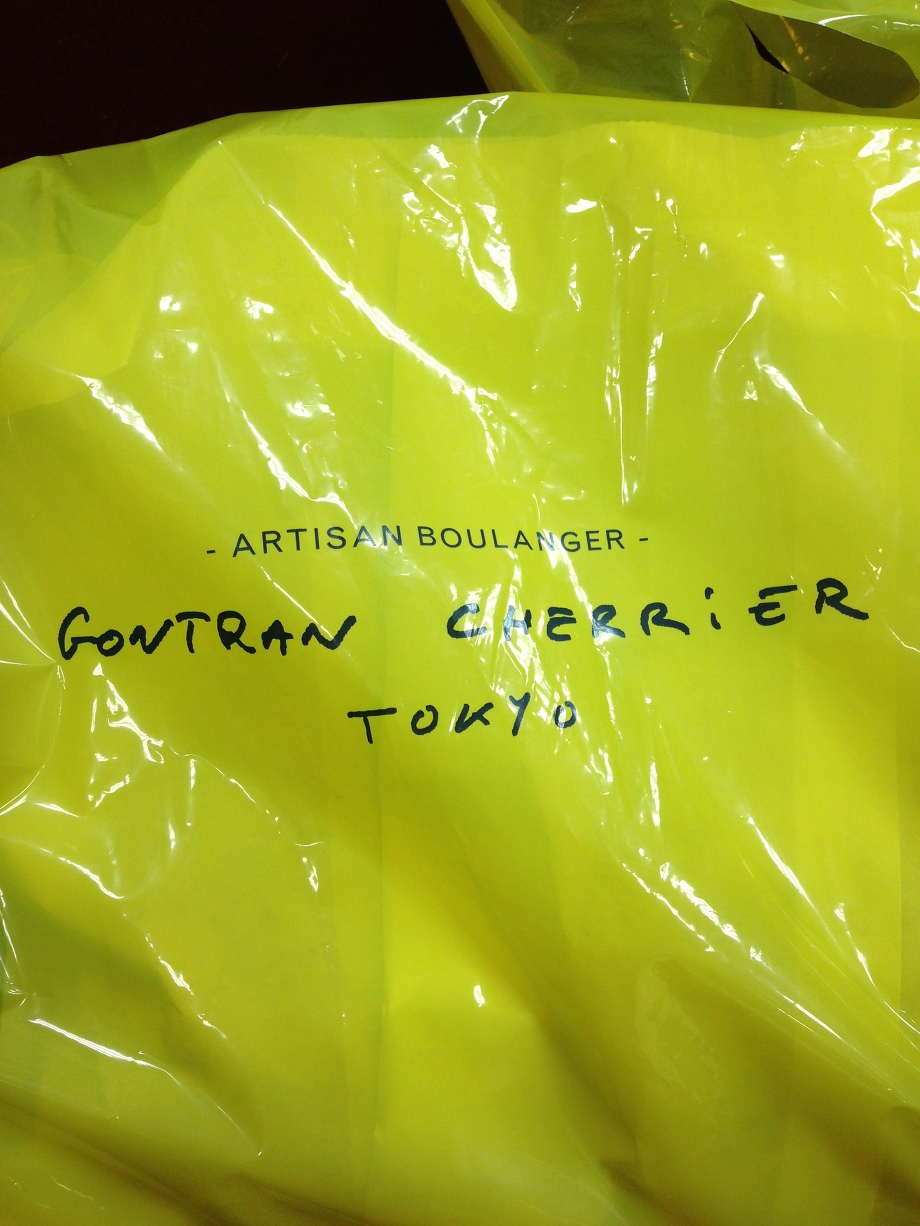 - ARTISAN BOULANGER -
GONTRAN CHERRiER
TOKYO